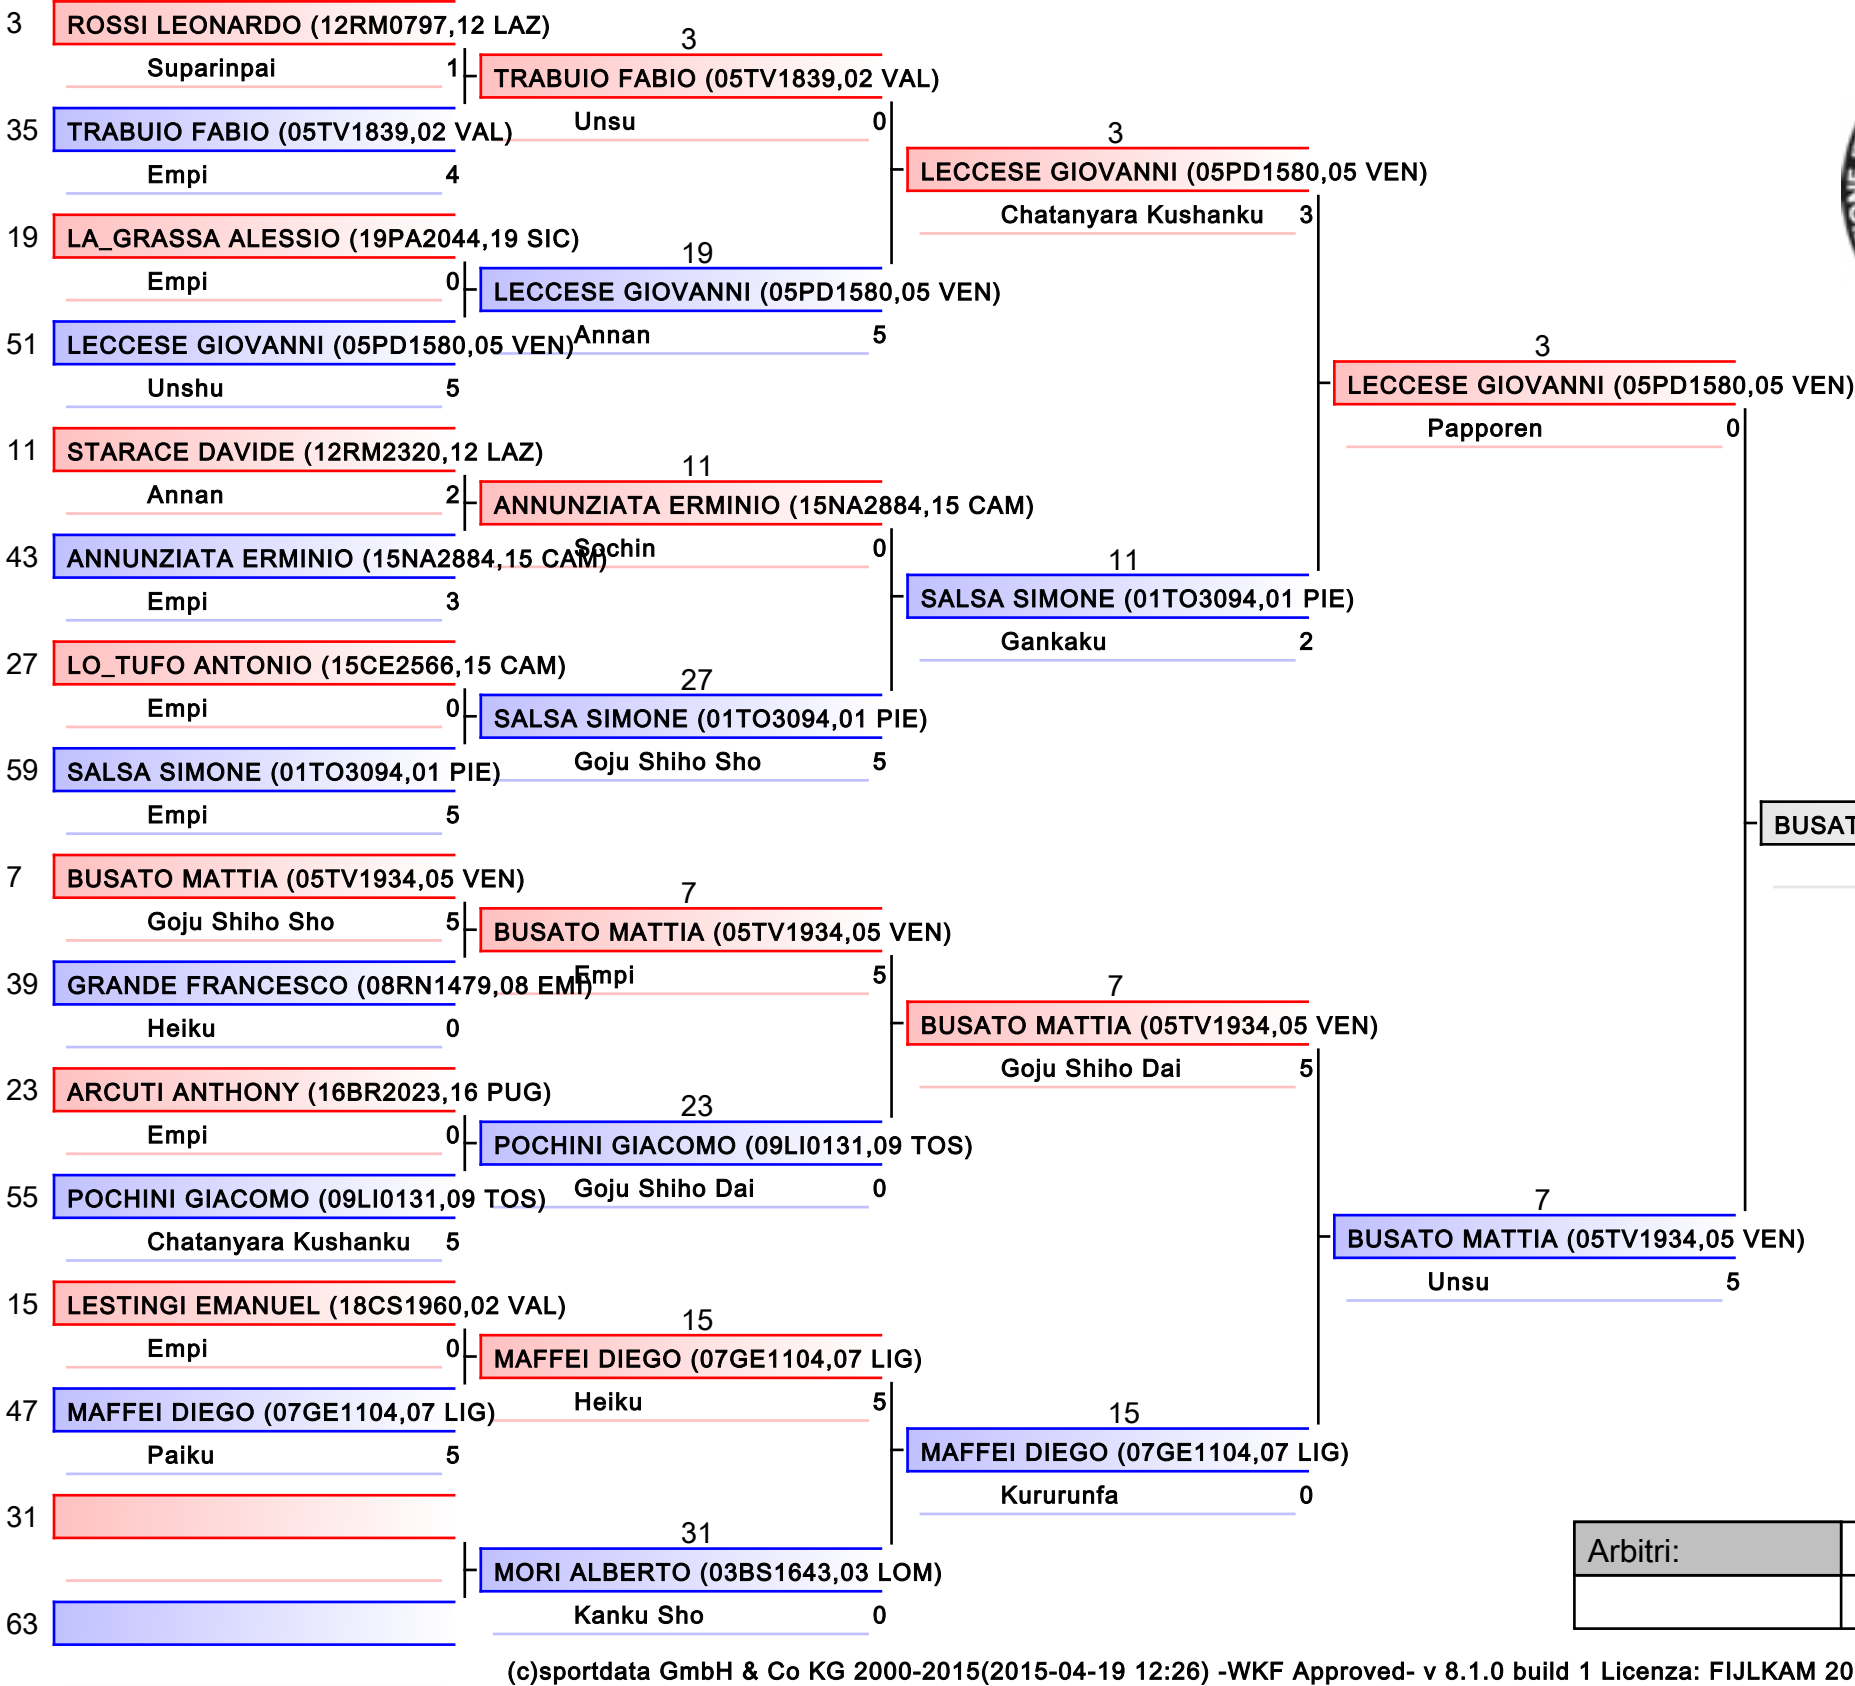 3 ROSSI LEONARDO (12RM0797,12 LAZ)
Suparinpai 1
35 TRABUIO FABIO (05TV1839,02 VAL)
Empi 4
19 LA_GRASSA ALESSIO (19PA2044,19 SIC)
Empi 0
51 LECCESE GIOVANNI (05PD1580,05 VEN)
Unshu 5
11 STARACE DAVIDE (12RM2320,12 LAZ)
Annan 2
43 ANNUNZIATA ERMINIO (15NA2884,15 CAM)
Empi 3
27 LO_TUFO ANTONIO (15CE2566,15 CAM)
Empi 0
59 SALSA SIMONE (01TO3094,01 PIE)
Empi 5
7 BUSATO MATTIA (05TV1934,05 VEN)
Goju Shiho Sho 5
39 GRANDE FRANCESCO (08RN1479,08 EMI)
Heiku 0
23 ARCUTI ANTHONY (16BR2023,16 PUG)
Empi 0
55 POCHINI GIACOMO (09LI0131,09 TOS)
Chatanyara Kushanku 5
15 LESTINGI EMANUEL (18CS1960,02 VAL)
Empi 0
47 MAFFEI DIEGO (07GE1104,07 LIG)
Paiku 5
31
63
3
TRABUIO FABIO (05TV1839,02 VAL)
Unsu 0
19
LECCESE GIOVANNI (05PD1580,05 VEN)
Annan 5
11
ANNUNZIATA ERMINIO (15NA2884,15 CAM)
Sochin 0
27
SALSA SIMONE (01TO3094,01 PIE)
Goju Shiho Sho 5
7
BUSATO MATTIA (05TV1934,05 VEN)
Empi 5
23
POCHINI GIACOMO (09LI0131,09 TOS)
Goju Shiho Dai 0
15
MAFFEI DIEGO (07GE1104,07 LIG)
Heiku 5
31
MORI ALBERTO (03BS1643,03 LOM)
Kanku Sho 0
3
LECCESE GIOVANNI (05PD1580,05 VEN)
Chatanyara Kushanku 3
11
SALSA SIMONE (01TO3094,01 PIE)
Gankaku 2
7
BUSATO MATTIA (05TV1934,05 VEN)
Goju Shiho Dai 5
15
MAFFEI DIEGO (07GE1104,07 LIG)
Kururunfa 0
3
LECCESE GIOVANNI (05PD1580,05 VEN)
Papporen 0
7
BUSATO MATTIA (05TV1934,05 VEN)
Unsu 5
BUSAT
Arbitri:
(c)sportdata GmbH & Co KG 2000-2015(2015-04-19 12:26) -WKF Approved- v 8.1.0 build 1 Licenza: FIJLKAM 20